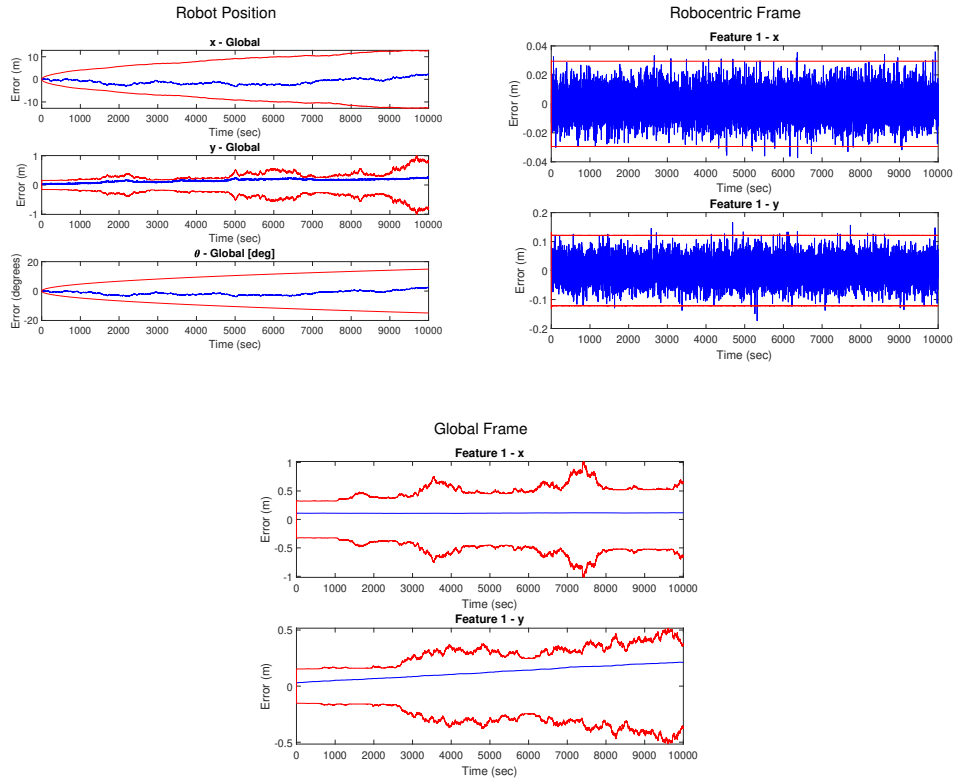 Robot Position
x - Global
Error (m)
10
0
-10
0 1000 2000 3000 4000 5000 6000 7000 8000 9000 10000
Time (sec)
y - Global
Error (m)
1
0
-1
0 1000 2000 3000 4000 5000 6000 7000 8000 9000 10000
Time (sec)
θ - Global [deg]
Error (degrees)
20
0
-20
0 1000 2000 3000 4000 5000 6000 7000 8000 9000 10000
Time (sec)
Robocentric Frame
Feature 1 - x
Error (m)
0.04
0.02
0
-0.02
-0.04
0 1000 2000 3000 4000 5000 6000 7000 8000 9000 10000
Time (sec)
Feature 1 - y
Error (m)
0.2
0.1
0
-0.1
-0.2
0 1000 2000 3000 4000 5000 6000 7000 8000 9000 10000
Time (sec)
Global Frame
Feature 1 - x
Error (m)
1
0.5
0
-0.5
-1
0 1000 2000 3000 4000 5000 6000 7000 8000 9000 10000
Time (sec)
Feature 1 - y
Error (m)
0.5
0
-0.5
0 1000 2000 3000 4000 5000 6000 7000 8000 9000 10000
Time (sec)